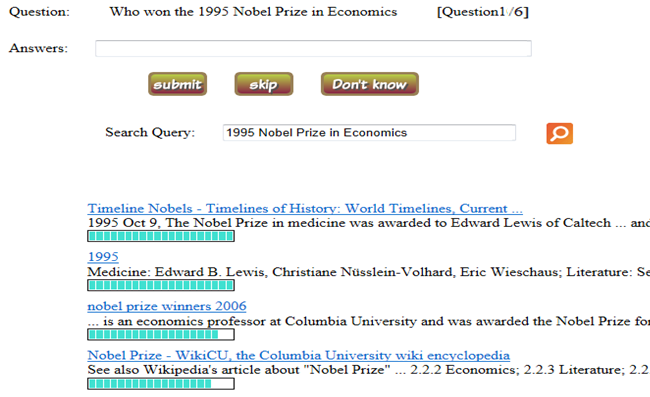 Question: Who won the 1995 Nobel Prize in Economics [Question1/6]
Answers:
submit skip Don't know
Search Query: 1995 Nobel Prize in Economics
Timeline Nobels - Timelines of History: World Timelines, Current ...
1995 Oct 9, The Nobel Prize in medicine was awarded to Edward Lewis of Caltech ... and
1995
Medicine: Edward B. Lewis, Christiane Nüsslein-Volhard, Eric Wieschaus; Literature: Se
nobel prize winners 2006
... is an economics professor at Columbia University and was awarded the Nobel Prize for
Nobel Prize - WikiCU, the Columbia University wiki encyclopedia
See also Wikipedia's article about "Nobel Prize" ... 2.2.2 Economics; 2.2.3 Literature; 2.2